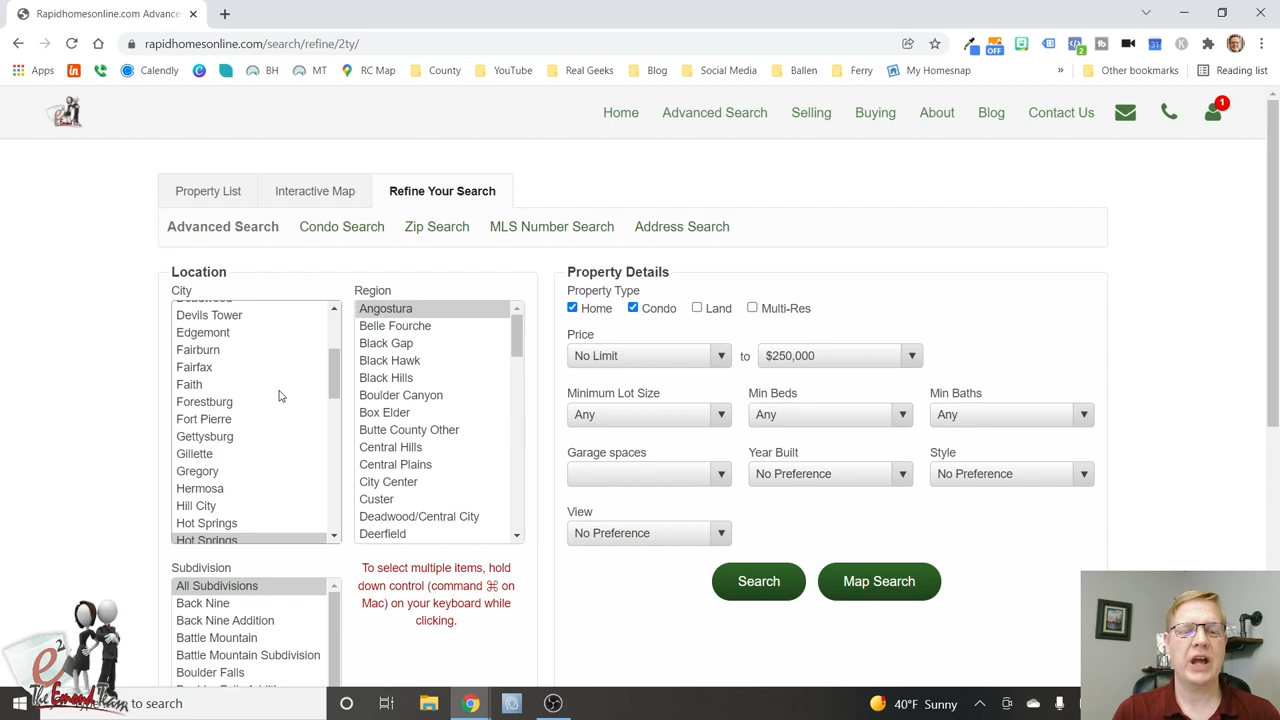 Rapidhomesonline.com Advance
rapidhomesonline.com/search/refine/2ty/
OFF
2
31
Apps
Calendly
BH
MT
RC Map
County
YouTube
Real Geeks
Blog
Social Media
Ballen
Ferry
My Homesnap
»
Other bookmarks
Reading list
Home
Advanced Search
Selling
Buying
About
Blog
Contact Us
1
Property List
Interactive Map
Refine Your Search
Advanced Search
Condo Search
Zip Search
MLS Number Search
Address Search
Location
City
Devils Tower
Edgemont
Fairburn
Fairfax
Faith
Forestburg
Fort Pierre
Gettysburg
Gillette
Gregory
Hermosa
Hill City
Hot Springs
Hot Springs
Region
Angostura
Belle Fourche
Black Gap
Black Hawk
Black Hills
Boulder Canyon
Box Elder
Butte County Other
Central Hills
Central Plains
City Center
Custer
Deadwood/Central City
Deerfield
Subdivision
All Subdivisions
Back Nine
Back Nine Addition
Battle Mountain
Battle Mountain Subdivision
Boulder Falls
To select multiple items, hold
down control (command ⌘ on
Mac) on your keyboard while
clicking.
Property Details
Property Type
Home
Condo
Land
Multi-Res
Price
No Limit
to
$250,000
Minimum Lot Size
Any
Min Beds
Any
Min Baths
Any
Garage spaces
Year Built
No Preference
Style
No Preference
View
No Preference
Search
Map Search
e2
The Emond Team
to search
40°F Sunny